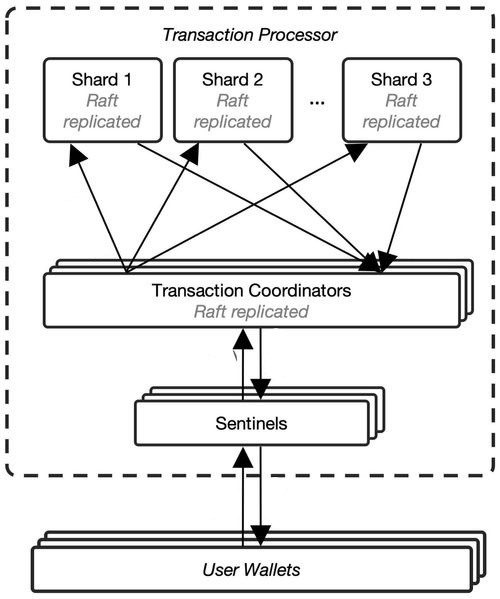 Transaction Processor
Shard 1
Raft
replicated
Shard 2
Raft
replicated
...
Shard 3
Raft
replicated
Transaction Coordinators
Raft replicated
Sentinels
User Wallets